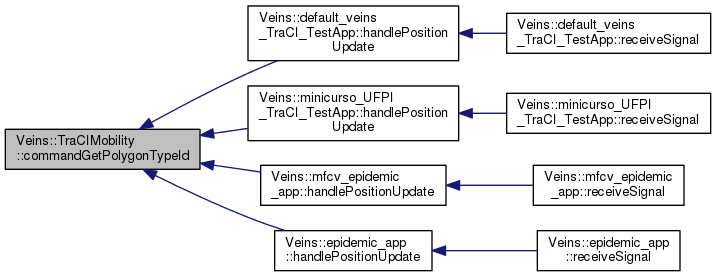 Veins::default_veins
_TraCI_TestApp::handlePosition
Update
Veins::default_veins
_TraCI_TestApp::receiveSignal
Veins::minicurso_UFPI
_TraCI_TestApp::handlePosition
Update
Veins::minicurso_UFPI
_TraCI_TestApp::receiveSignal
Veins::TraCIMobility
::commandGetPolygonTypeId
Veins::mfcv_epidemic
_app::handlePositionUpdate
Veins::mfcv_epidemic
_app::receiveSignal
Veins::epidemic_app
::handlePositionUpdate
Veins::epidemic_app
::receiveSignal